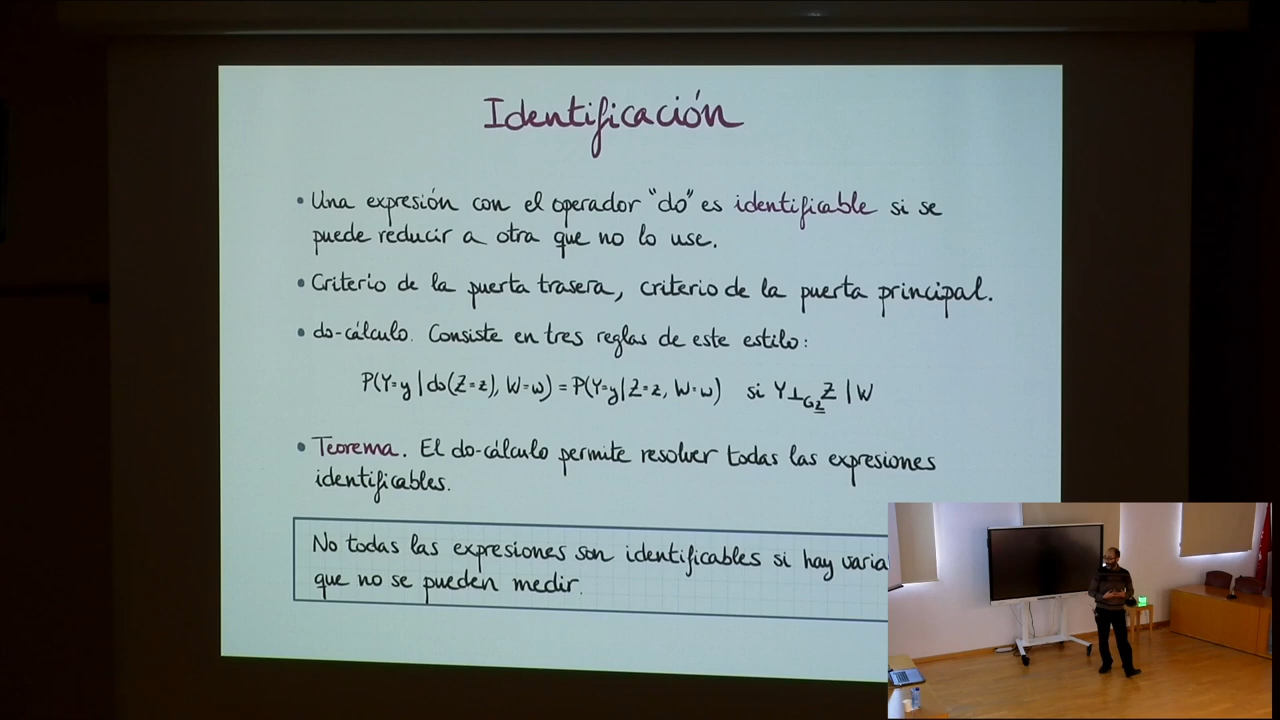 Identificación
• Una expresión con el operador "do" es identificable si se
puede reducir a otra que no lo use.
• Criterio de la puerta trasera, criterio de la puerta principal.
• do-cálculo. Consiste en tres reglas de este estilo:
P(Y=y | do(Z=z), W=w) = P(Y=y | Z=z, W=w) si Y⊥_{G_{\underline{Z}}} Z | W
• Teorema. El do-cálculo permite resolver todas las expresiones
identificables.
No todas las expresiones son identificables si hay varia
que no se pueden medir.